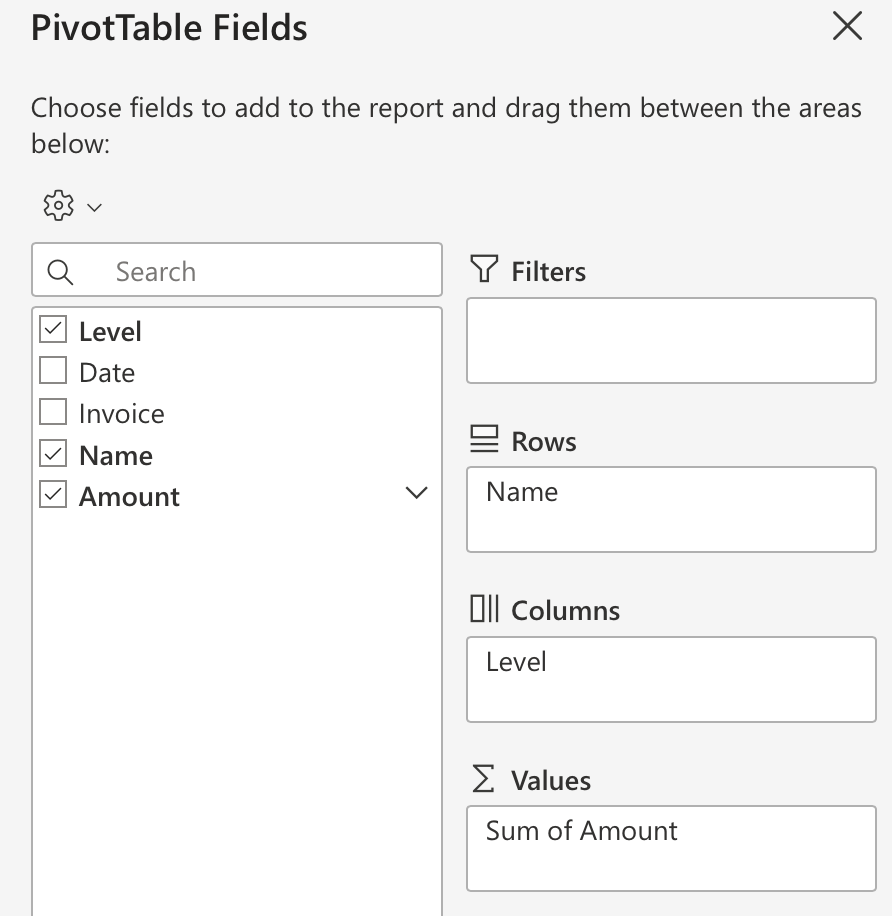 PivotTable Fields
Choose fields to add to the report and drag them between the areas
below:
Search
Level
Date
Invoice
Name
Amount
Filters
Rows
Name
Columns
Level
Values
Sum of Amount